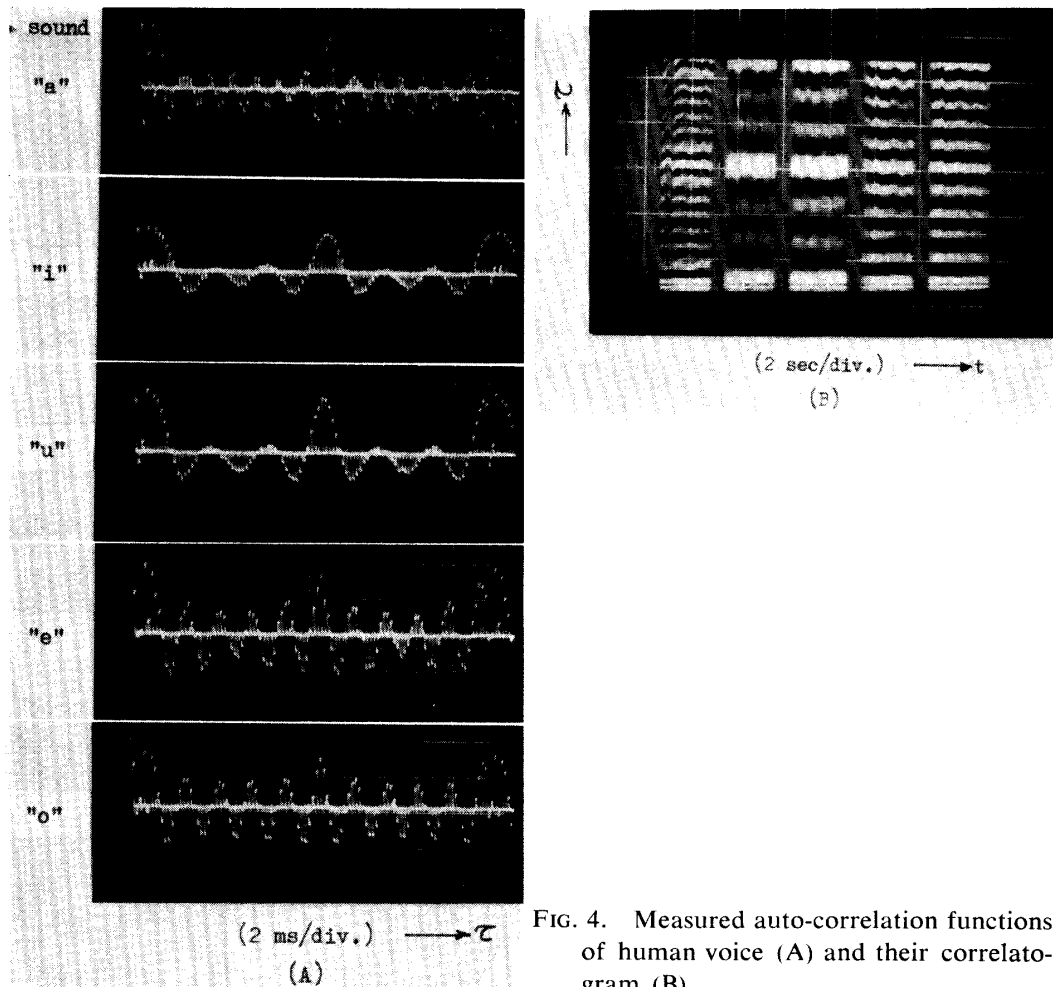 sound
"a"
"i"
"u"
"e"
"o"
(2 ms/div.) → τ
(A)
τ →
(2 sec/div.) → t
(B)
FIG. 4. Measured auto-correlation functions
of human voice (A) and their correlato-
gram (B)